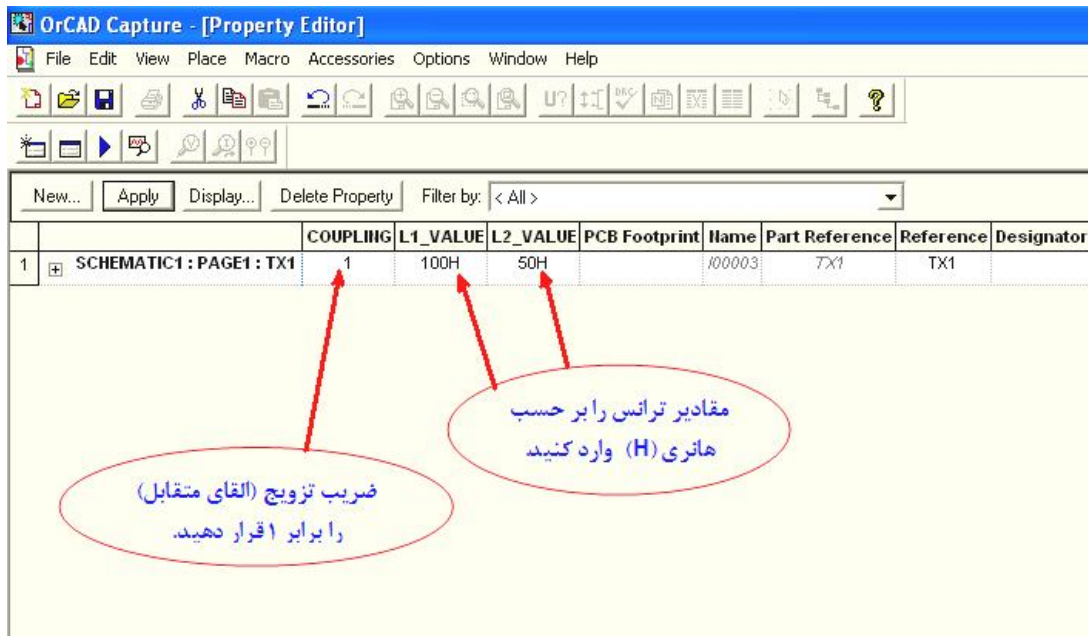 OrCAD Capture - [Property Editor]
File Edit View Place Macro Accessories Options Window Help
U?
DRC
V I
New... Apply Display... Delete Property Filter by: < All >
COUPLING L1_VALUE L2_VALUE PCB Footprint Name Part Reference Reference Designator
1 SCHEMATIC1 : PAGE1 : TX1 1 100H 50H I00003 TX1 TX1
مقادیر ترانس را بر حسب
هانری (H) وارد کنید.
ضریب تزویج (القای متقابل)
را برابر ۱ قرار دهید.